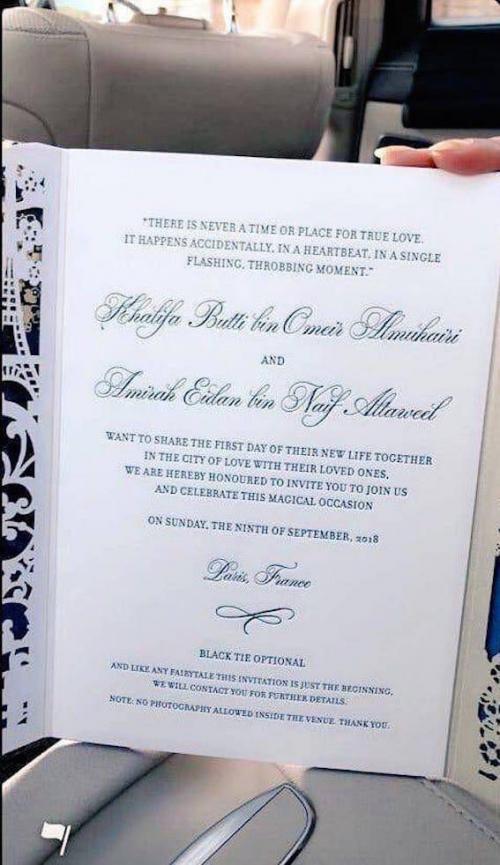 "THERE IS NEVER A TIME OR PLACE FOR TRUE LOVE.
IT HAPPENS ACCIDENTALLY, IN A HEARTBEAT, IN A SINGLE
FLASHING, THROBBING MOMENT."
Khalifa Butti bin Omeir Almuhairi
AND
Amirah Eidan bin Naif Altaweel
WANT TO SHARE THE FIRST DAY OF THEIR NEW LIFE TOGETHER
IN THE CITY OF LOVE WITH THEIR LOVED ONES,
WE ARE HEREBY HONOURED TO INVITE YOU TO JOIN US
AND CELEBRATE THIS MAGICAL OCCASION
ON SUNDAY, THE NINTH OF SEPTEMBER, 2018
Paris, France
BLACK TIE OPTIONAL
AND LIKE ANY FAIRYTALE THIS INVITATION IS JUST THE BEGINNING,
WE WILL CONTACT YOU FOR FURTHER DETAILS.
NOTE: NO PHOTOGRAPHY ALLOWED INSIDE THE VENUE. THANK YOU.